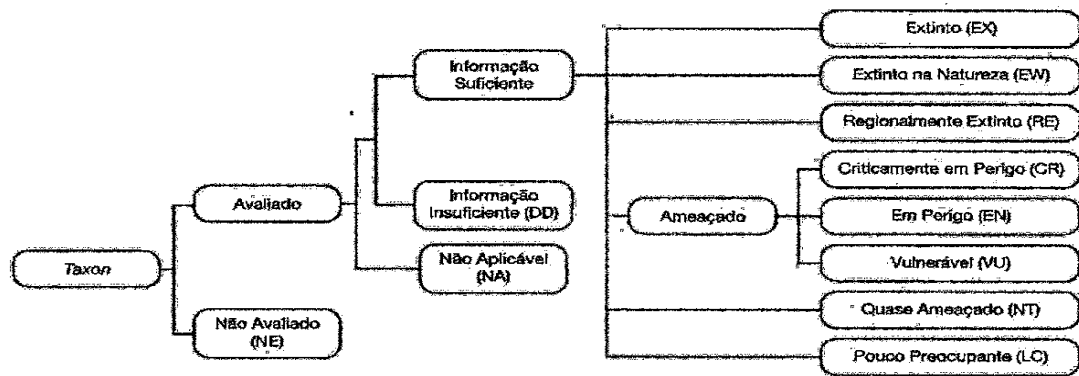 Taxon
Avaliado
Não Avaliado
(NE)
Informação
Suficiente
Informação
Insuficiente (DD)
Não Aplicável
(NA)
Extinto (EX)
Extinto na Natureza (EW)
Regionalmente Extinto (RE)
Ameaçado
Criticamente em Perigo (CR)
Em Perigo (EN)
Vulnerável (VU)
Quase Ameaçado (NT)
Pouco Preocupante (LC)